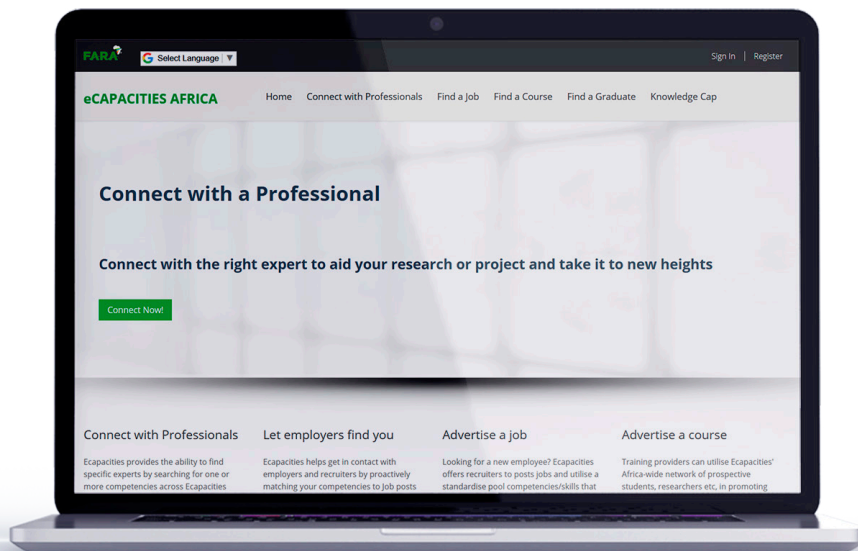 FARA
Select Language ▼
Sign In | Register
eCAPACITIES AFRICA
Home Connect with Professionals Find a Job Find a Course Find a Graduate Knowledge Cap
Connect with a Professional
Connect with the right expert to aid your research or project and take it to new heights
Connect Now!
Connect with Professionals
Ecapacities provides the ability to find
specific experts by searching for one or
more competencies across Ecapacities
Let employers find you
Ecapacities helps get in contact with
employers and recruiters by proactively
matching your competencies to Job posts
Advertise a job
Looking for a new employee? Ecapacities
offers recruiters to posts jobs and utilise a
standardise pool competencies/skills that
Advertise a course
Training providers can utilise Ecapacities'
Africa-wide network of prospective
students, researchers etc, in promoting